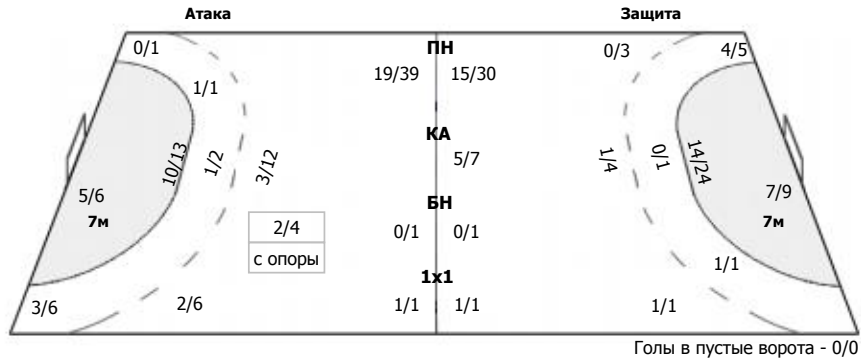 Атака
Защита
0/1
ПН
0/3
4/5
19/39
15/30
1/1
КА
10/13
1/2
3/12
5/7
1/4
0/1
14/24
5/6
7м
БН
7/9
7м
2/4
с опоры
0/1
0/1
1/1
1x1
3/6
2/6
1/1
1/1
1/1
Голы в пустые ворота - 0/0